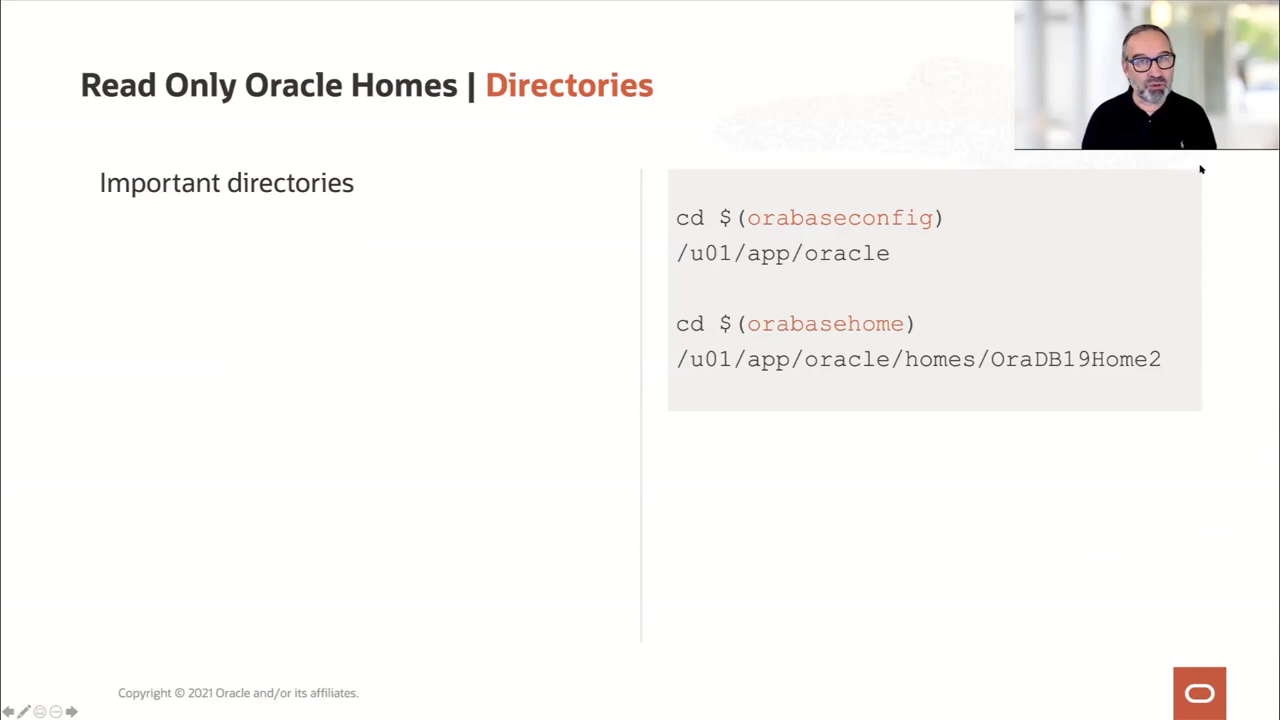 Read Only Oracle Homes | Directories
Important directories
cd $(orabaseconfig)
/u01/app/oracle
cd $(orabasehome)
/u01/app/oracle/homes/OraDB19Home2
Copyright © 2021 Oracle and/or its affiliates.